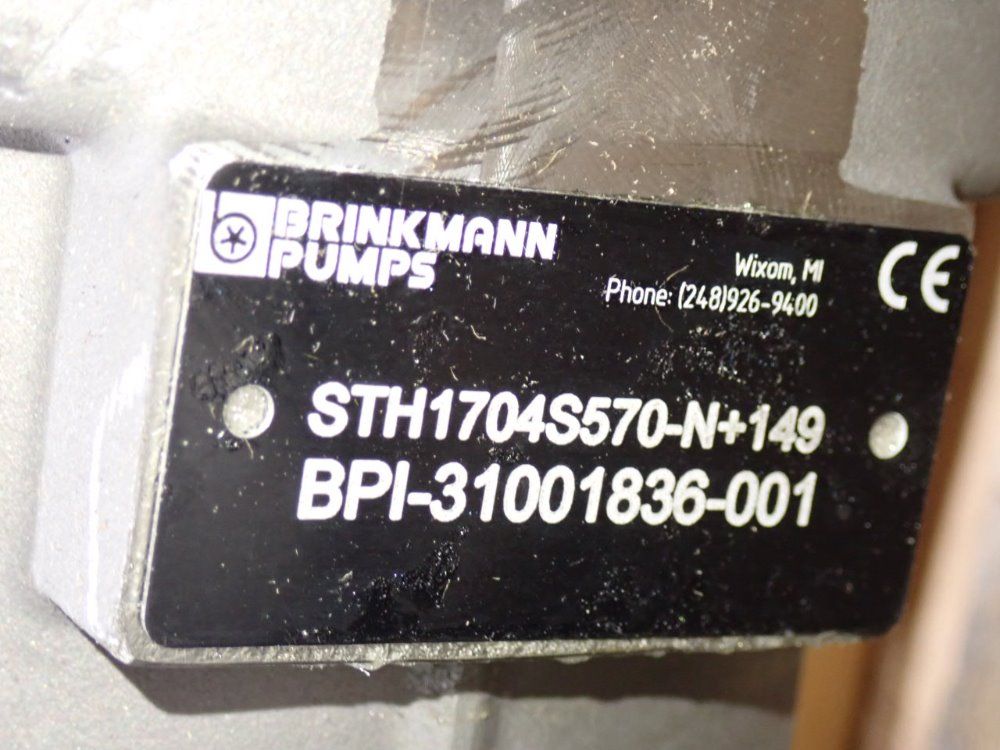 BRINKMANN
PUMPS
Wixom, MI
Phone: (248)926-9400
CE
STH1704S570-N+149
BPI-31001836-001